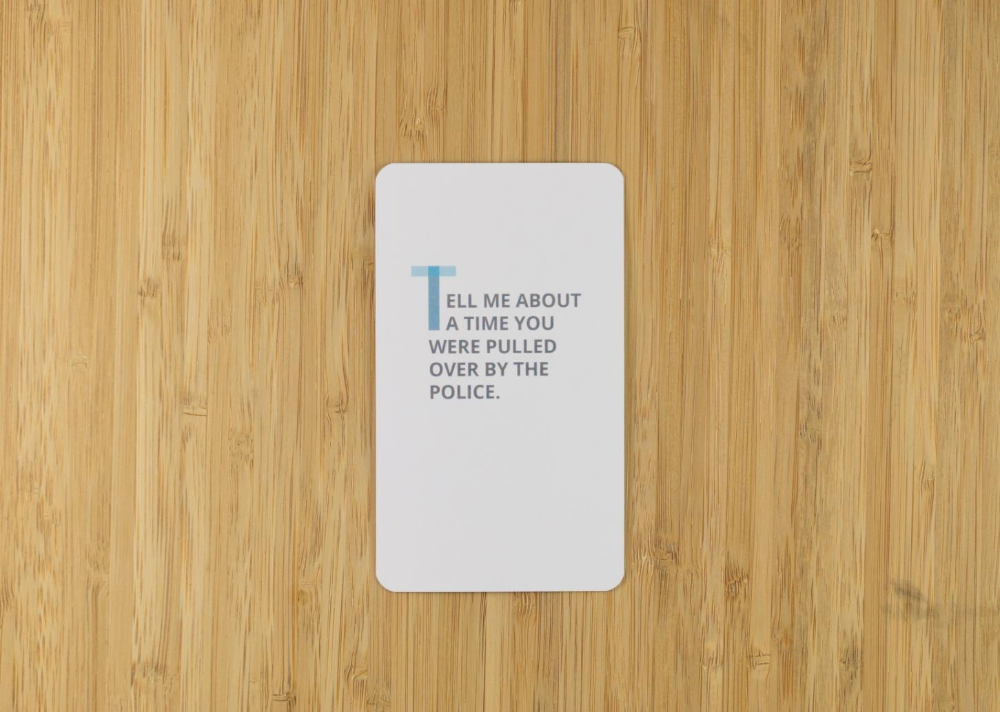 TELL ME ABOUT
A TIME YOU
WERE PULLED
OVER BY THE
POLICE.